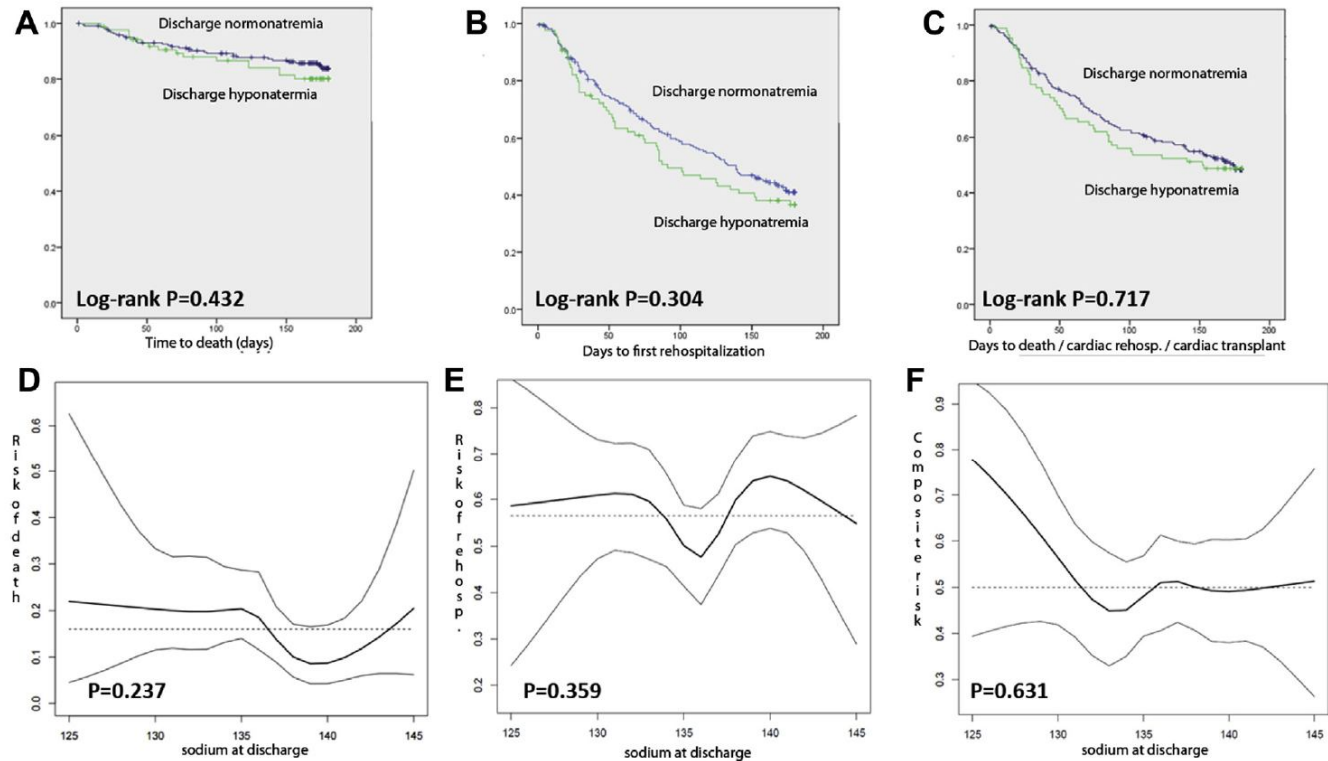 A
1.0
0.8
0.6
0.4
0.2
0.0
Discharge normonatremia
Discharge hyponatermia
Log-rank P=0.432
0
50
100
150
200
Time to death (days)
B
1.0
0.8
0.6
0.4
0.2
0.0
Discharge normonatremia
Discharge hyponatremia
Log-rank P=0.304
0
50
100
150
200
Days to first rehospitalization
C
1.0
0.8
0.6
0.4
0.2
0.0
Discharge normonatremia
Discharge hyponatremia
Log-rank P=0.717
0
50
100
150
200
Days to death / cardiac rehosp. / cardiac transplant
D
Risk of death
0.6
0.5
0.4
0.3
0.2
0.1
0.0
P=0.237
125
130
135
140
145
sodium at discharge
E
Risk of rehosp.
0.8
0.7
0.6
0.5
0.4
0.3
0.2
P=0.359
125
130
135
140
145
sodium at discharge
F
Composite risk
0.9
0.8
0.7
0.6
0.5
0.4
0.3
P=0.631
125
130
135
140
145
sodium at discharge